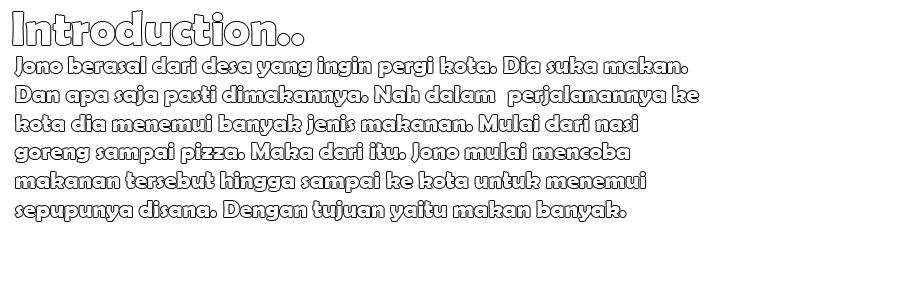 Introduction..
Jono berasal dari desa yang ingin pergi kota. Dia suka makan.
Dan apa saja pasti dimakannya. Nah dalam  perjalanannya ke
kota dia menemui banyak jenis makanan. Mulai dari nasi
goreng sampai pizza. Maka dari itu. Jono mulai mencoba
makanan tersebut hingga sampai ke kota untuk menemui
sepupunya disana. Dengan tujuan yaitu makan banyak.